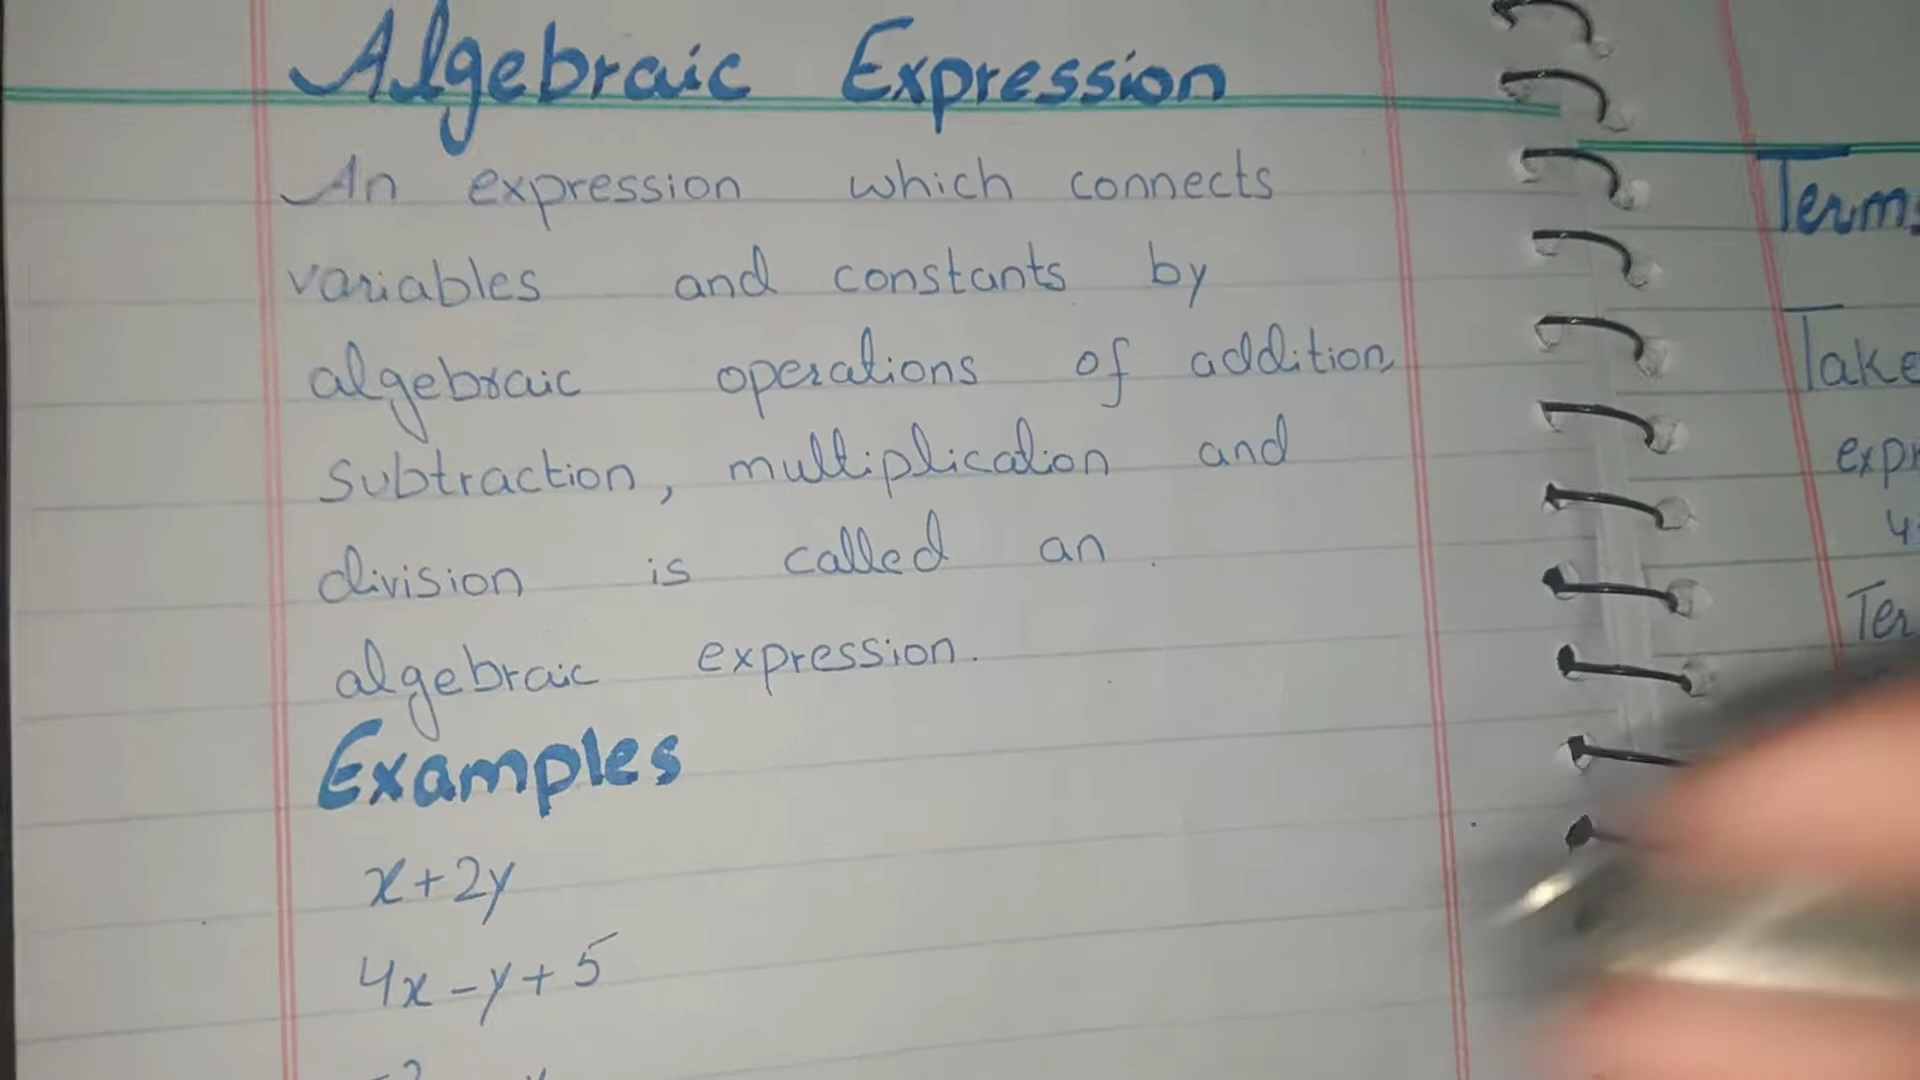 Algebraic Expression
An expression which connects
variables and constants by
algebraic operations of addition,
subtraction, multiplication and
division is called an
algebraic expression.
Examples
x+2y
4x-y+5
Term
Take